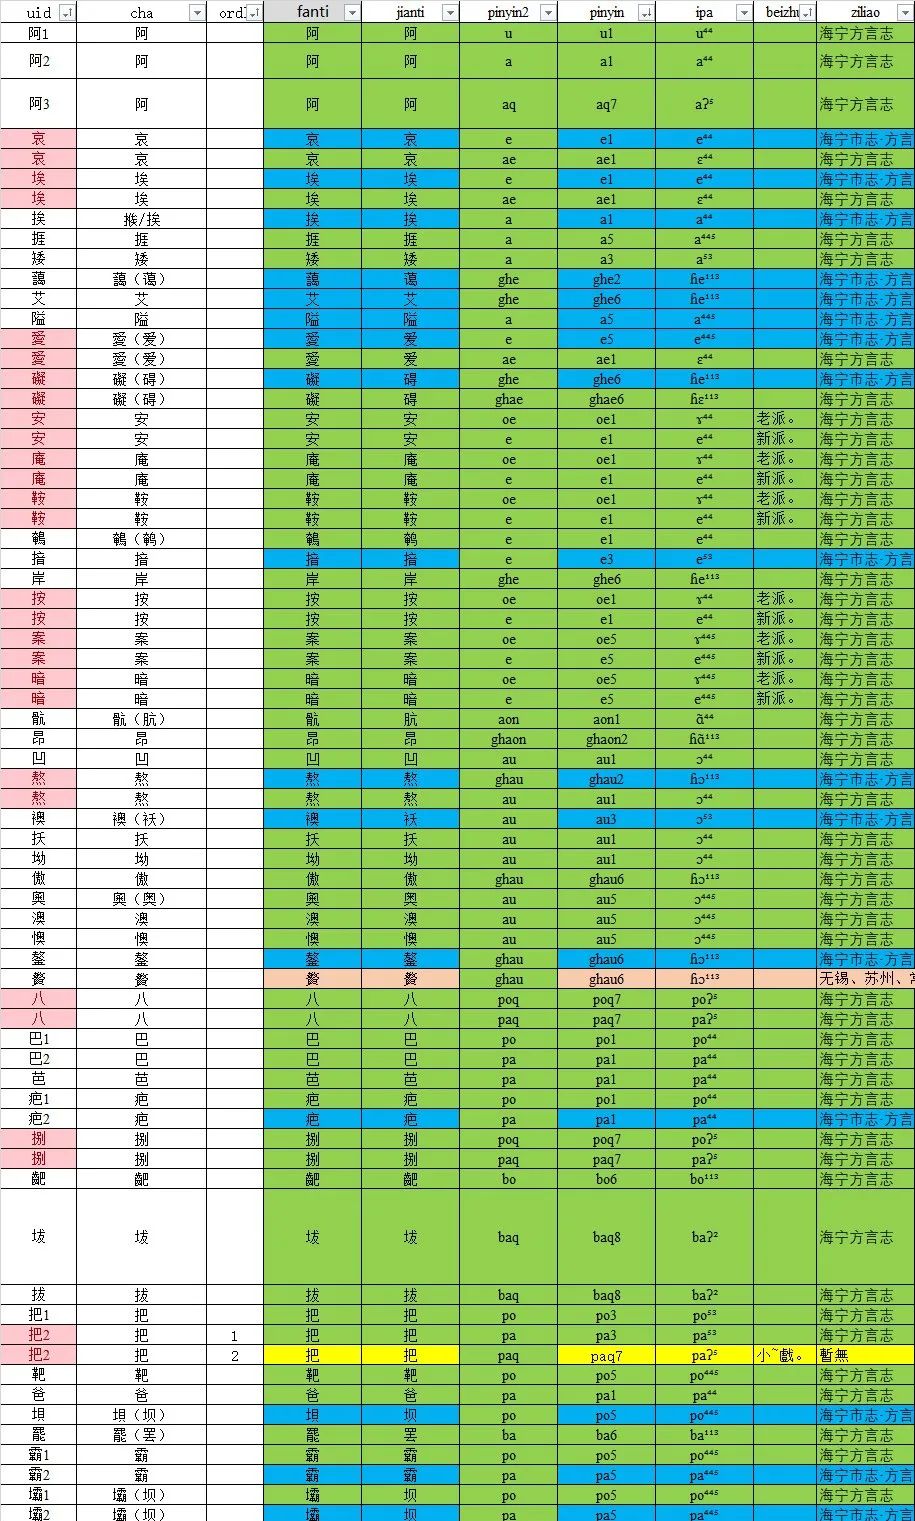 uid cha ord fanti jianti pinyin2 pinyin ipa beizhu ziliao
阿1 阿 阿 阿 u u1 u⁴⁴ 海宁方言志
阿2 阿 阿 阿 a a1 a⁴⁴ 海宁方言志
阿3 阿 阿 阿 aq aq7 aʔ⁵ 海宁方言志
哀 哀 哀 哀 e e1 e⁴⁴ 海宁市志·方言
哀 哀 哀 哀 ae ae1 ɛ⁴⁴ 海宁方言志
埃 埃 埃 埃 e e1 e⁴⁴ 海宁市志·方言
埃 埃 埃 埃 ae ae1 ɛ⁴⁴ 海宁方言志
挨 挨/挨 挨 挨 a a1 a⁴⁴ 海宁市志·方言
捱 捱 捱 捱 a a5 a⁴⁴⁵ 海宁方言志
矮 矮 矮 矮 a a3 a⁵³ 海宁方言志
藹 藹（蔼） 藹 蔼 ghe ghe2 ɦe¹¹³ 海宁市志·方言
艾 艾 艾 艾 ghe ghe6 ɦe¹¹³ 海宁市志·方言
隘 隘 隘 隘 a a5 a⁴⁴⁵ 海宁市志·方言
愛 愛（爱） 愛 爱 e e5 e⁴⁴⁵ 海宁市志·方言
愛 愛（爱） 愛 爱 ae ae1 ɛ⁴⁴ 海宁方言志
礙 礙（碍） 礙 碍 ghe ghe6 ɦe¹¹³ 海宁市志·方言
礙 礙（碍） 礙 碍 ghae ghae6 ɦɛ¹¹³ 海宁方言志
安 安 安 安 oe oe1 ɤ⁴⁴ 老派。 海宁方言志
安 安 安 安 e e1 e⁴⁴ 新派。 海宁方言志
庵 庵 庵 庵 oe oe1 ɤ⁴⁴ 老派。 海宁方言志
庵 庵 庵 庵 e e1 e⁴⁴ 新派。 海宁方言志
鞍 鞍 鞍 鞍 oe oe1 ɤ⁴⁴ 老派。 海宁方言志
鞍 鞍 鞍 鞍 e e1 e⁴⁴ 新派。 海宁方言志
鵪 鵪（鹌） 鵪 鹌 e e1 e⁴⁴ 海宁方言志
揞 揞 揞 揞 e e3 e⁵³ 海宁市志·方言
岸 岸 岸 岸 ghe ghe6 ɦe¹¹³ 海宁方言志
按 按 按 按 oe oe1 ɤ⁴⁴ 老派。 海宁方言志
按 按 按 按 e e1 e⁴⁴ 新派。 海宁方言志
案 案 案 案 oe oe5 ɤ⁴⁴⁵ 老派。 海宁方言志
案 案 案 案 e e5 e⁴⁴⁵ 新派。 海宁方言志
暗 暗 暗 暗 oe oe5 ɤ⁴⁴⁵ 老派。 海宁方言志
暗 暗 暗 暗 e e5 e⁴⁴⁵ 新派。 海宁方言志
骯 骯（肮） 骯 肮 aon aon1 ɑ̃⁴⁴ 海宁方言志
昂 昂 昂 昂 ghaon ghaon2 ɦɑ̃¹¹³ 海宁方言志
凹 凹 凹 凹 au au1 ɔ⁴⁴ 海宁方言志
熬 熬 熬 熬 ghau ghau2 ɦɔ¹¹³ 海宁市志·方言
熬 熬 熬 熬 au au1 ɔ⁴⁴ 海宁方言志
襖 襖（袄） 襖 袄 au au3 ɔ⁵³ 海宁市志·方言
抚 抚 抚 抚 au au1 ɔ⁴⁴ 海宁方言志
坳 坳 坳 坳 au au1 ɔ⁴⁴ 海宁方言志
傲 傲 傲 傲 ghau ghau6 ɦɔ¹¹³ 海宁方言志
奧 奧（奥） 奧 奥 au au5 ɔ⁴⁴⁵ 海宁方言志
澳 澳 澳 澳 au au5 ɔ⁴⁴⁵ 海宁方言志
懊 懊 懊 懊 au au5 ɔ⁴⁴⁵ 海宁方言志
鏊 鏊 鏊 鏊 ghau ghau6 ɦɔ¹¹³ 海宁市志·方言
ghau ghau6 ɦɔ¹¹³ 无锡、苏州、
八 八 八 八 poq poq7 poʔ⁵ 海宁方言志
八 八 八 八 paq paq7 paʔ⁵ 海宁方言志
巴1 巴 巴 巴 po po1 po⁴⁴ 海宁方言志
巴2 巴 巴 巴 pa pa1 pa⁴⁴ 海宁方言志
芭 芭 芭 芭 pa pa1 pa⁴⁴ 海宁方言志
疤1 疤 疤 疤 po po1 po⁴⁴ 海宁方言志
疤2 疤 疤 疤 pa pa1 pa⁴⁴ 海宁市志·方言
捌 捌 捌 捌 poq poq7 poʔ⁵ 海宁方言志
捌 捌 捌 捌 paq paq7 paʔ⁵ 海宁方言志
齙 齙 齙 齙 bo bo6 bo¹¹³ 海宁方言志
坺 坺 坺 坺 baq baq8 baʔ² 海宁方言志
拔 拔 拔 拔 baq baq8 baʔ² 海宁方言志
把1 把 把 把 po po3 po⁵³ 海宁方言志
把2 把 1 把 把 pa pa3 pa⁵³ 海宁方言志
把2 把 2 把 把 paq paq7 paʔ⁵ 小~戲。 暫無
靶 靶 靶 靶 po po5 po⁴⁴⁵ 海宁方言志
爸 爸 爸 爸 pa pa1 pa⁴⁴ 海宁方言志
垻 垻（坝） 垻 坝 po po5 po⁴⁴⁵ 海宁市志·方言
罷 罷（罢） 罷 罢 ba ba6 ba¹¹³ 海宁方言志
霸1 霸 霸 霸 po po5 po⁴⁴⁵ 海宁方言志
霸2 霸 霸 霸 pa pa5 pa⁴⁴⁵ 海宁市志·方言
壩1 壩（坝） 壩 坝 po po5 po⁴⁴⁵ 海宁方言志
壩2 壩（坝） 壩 坝 pa pa5 pa⁴⁴⁵ 海宁市志·方言